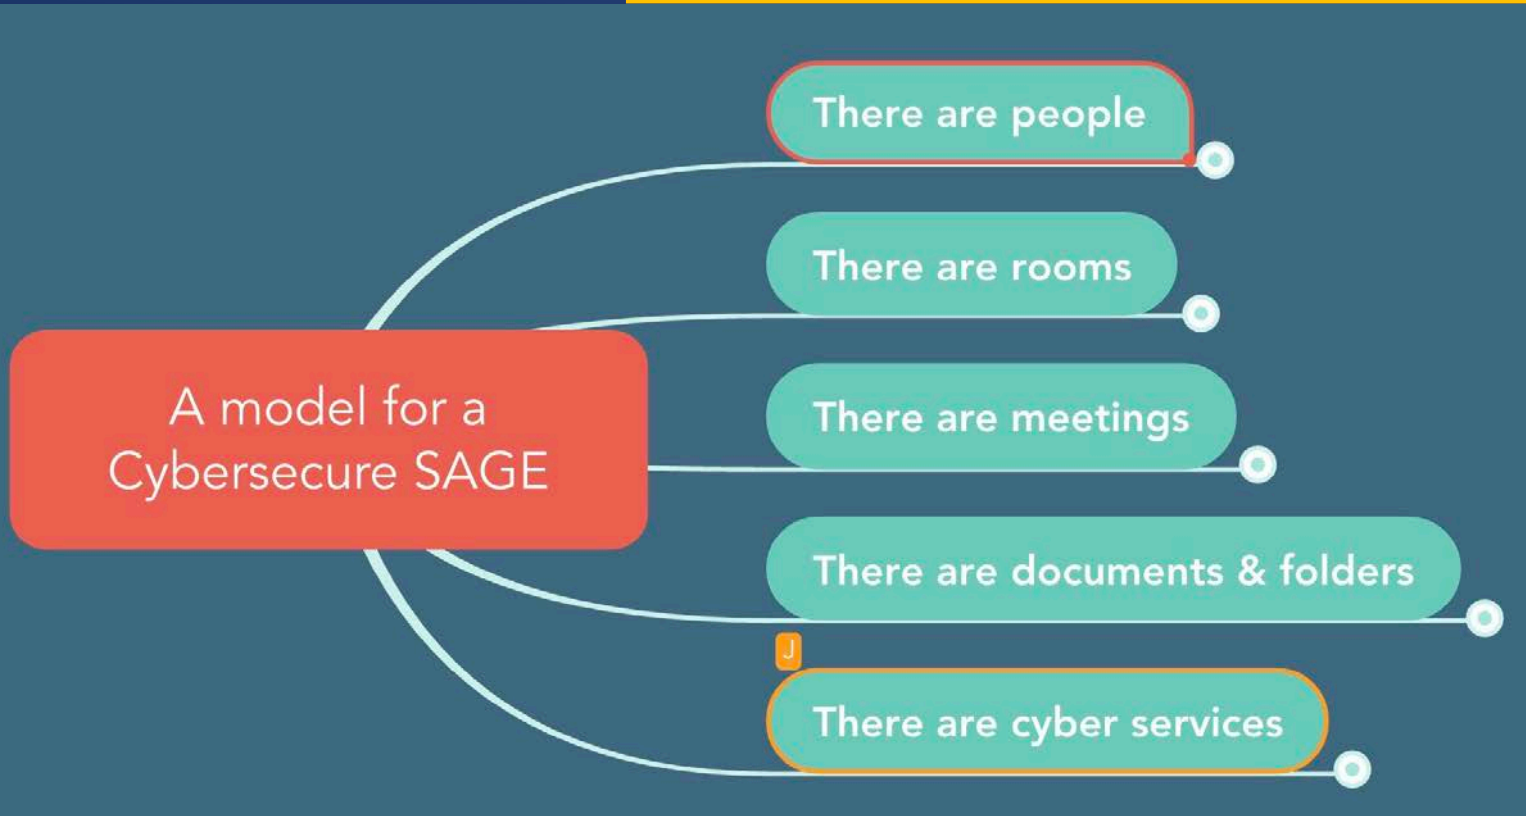 There are people
There are rooms
A model for a
Cybersecure SAGE
There are meetings
There are documents & folders
J
There are cyber services